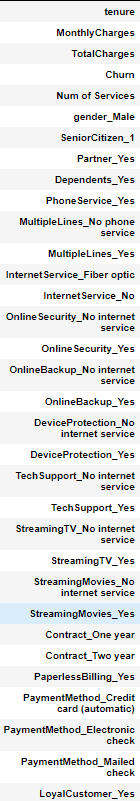 tenure
MonthlyCharges
TotalCharges
Churn
Num of Services
gender_Male
SeniorCitizen_1
Partner_Yes
Dependents_Yes
PhoneService_Yes
MultipleLines_No phone
service
MultipleLines_Yes
InternetService_Fiber optic
InternetService_No
OnlineSecurity_No internet
service
OnlineSecurity_Yes
OnlineBackup_No internet
service
OnlineBackup_Yes
DeviceProtection_No
internet service
DeviceProtection_Yes
TechSupport_No internet
service
TechSupport_Yes
StreamingTV_No internet
service
StreamingTV_Yes
StreamingMovies_No
internet service
StreamingMovies_Yes
Contract_One year
Contract_Two year
PaperlessBilling_Yes
PaymentMethod_Credit
card (automatic)
PaymentMethod_Electronic
check
PaymentMethod_Mailed
check
LoyalCustomer_Yes